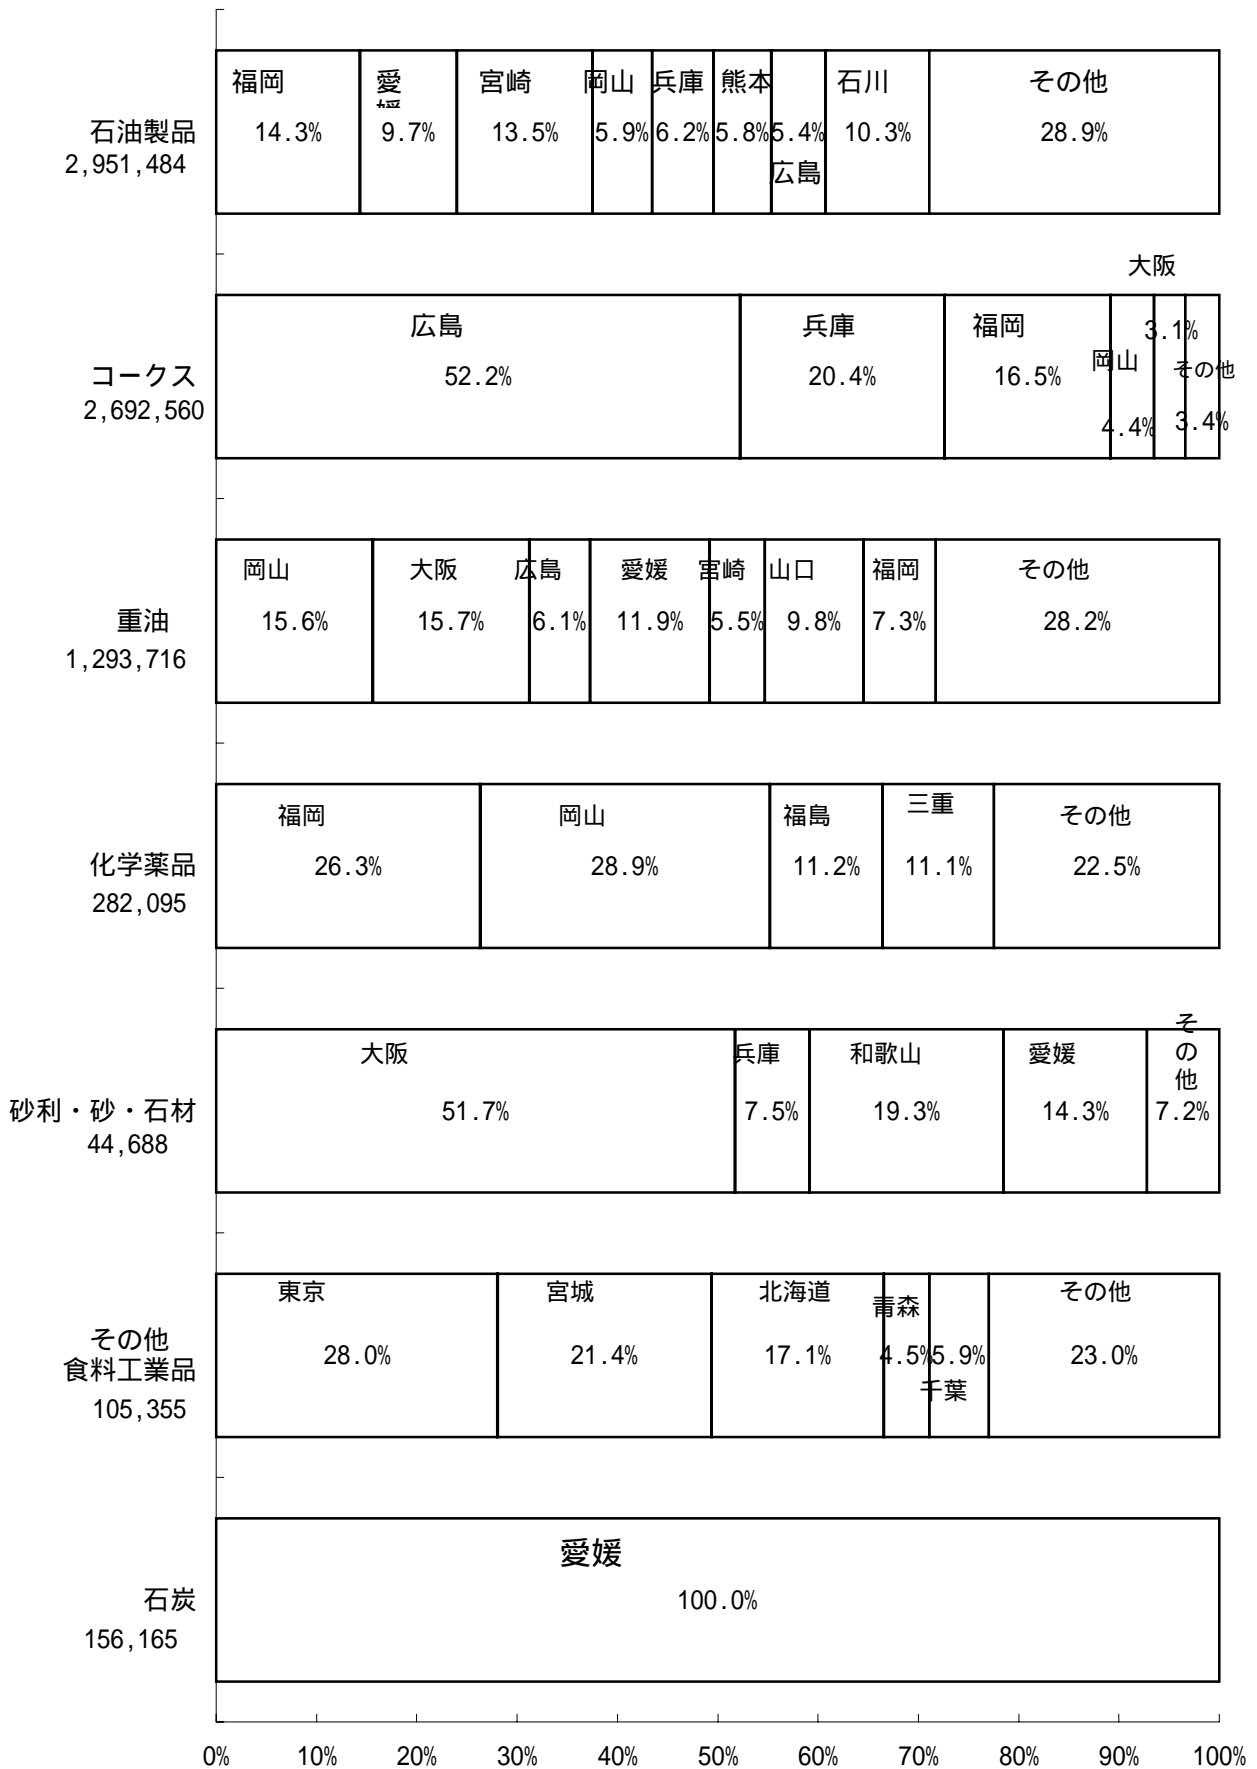 福岡 愛媛 宮崎 岡山 兵庫 熊本 石川 その他
石油製品 14.3% 9.7% 13.5% 5.9% 6.2% 5.8% 5.4% 10.3% 28.9%
2,951,484 広島
大阪
広島 兵庫 福岡 3.1%
岡山 その他
コークス 52.2% 20.4% 16.5%
2,692,560 4.4% 3.4%
岡山 大阪 広島 愛媛 宮崎 山口 福岡 その他
重油 15.6% 15.7% 6.1% 11.9% 5.5% 9.8% 7.3% 28.2%
1,293,716
福岡 岡山 福島 三重 その他
化学薬品 26.3% 28.9% 11.2% 11.1% 22.5%
282,095
大阪 兵庫 和歌山 愛媛 その他
砂利・砂・石材 51.7% 7.5% 19.3% 14.3% 7.2%
44,688
東京 宮城 北海道 青森 その他
その他 28.0% 21.4% 17.1% 4.5% 5.9% 23.0%
食料工業品 千葉
105,355
愛媛
石炭 100.0%
156,165
0% 10% 20% 30% 40% 50% 60% 70% 80% 90% 100%